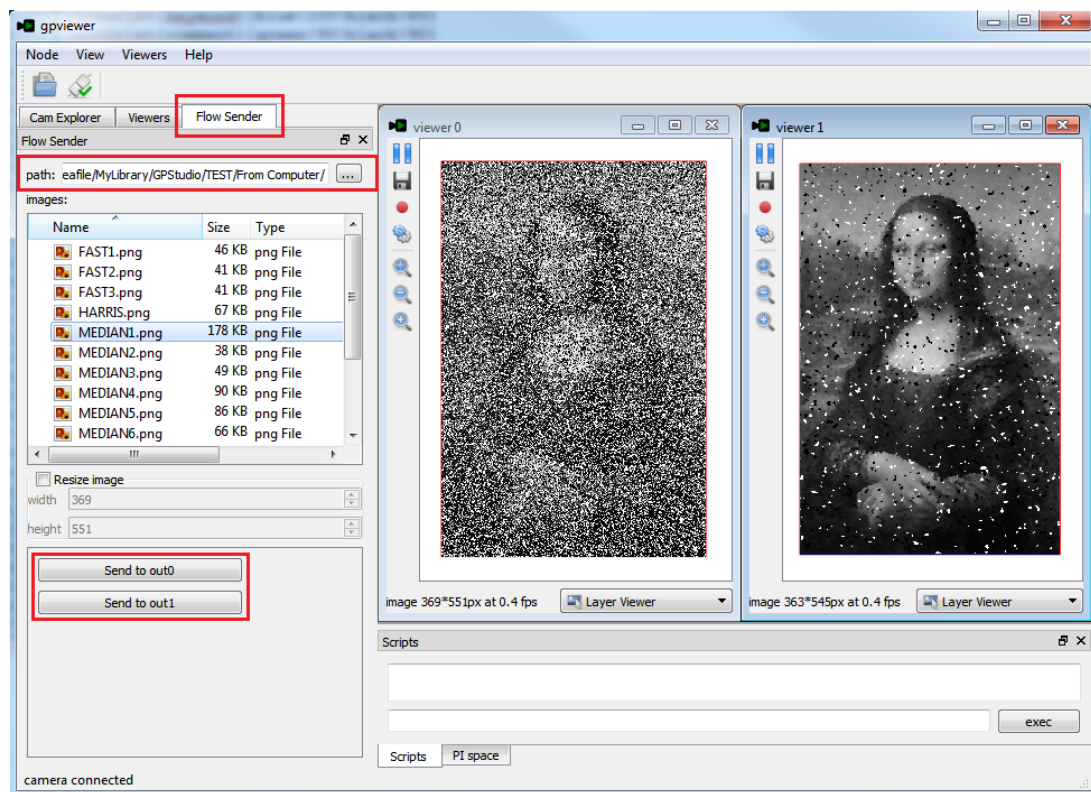 gpviewer
Node View Viewers Help
Cam Explorer Viewers Flow Sender
Flow Sender
path: eafile/MyLibrary/GPStudio/TEST/From Computer/ ...
images:
Name Size Type
FAST1.png 46 KB png File
FAST2.png 41 KB png File
FAST3.png 41 KB png File
HARRIS.png 67 KB png File
MEDIAN1.png 178 KB png File
MEDIAN2.png 38 KB png File
MEDIAN3.png 49 KB png File
MEDIAN4.png 90 KB png File
MEDIAN5.png 86 KB png File
MEDIAN6.png 66 KB png File
Resize image
width 369
height 551
Send to out0
Send to out1
viewer 0
image 369*551px at 0.4 fps Layer Viewer
viewer 1
image 363*545px at 0.4 fps Layer Viewer
Scripts
exec
Scripts PI space
camera connected